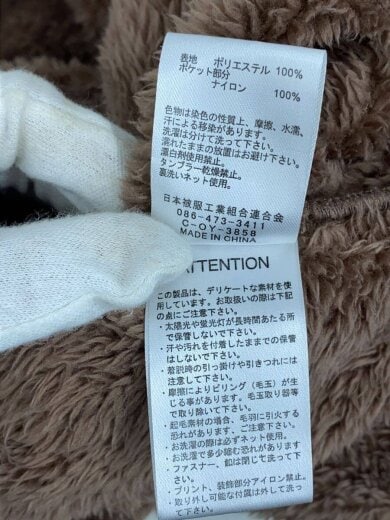 表地 ポリエステル 100%
ポケット部分
ナイロン 100%
色物は染色の性質上、摩擦、水濡、
汗による移染があります。
洗濯は分けて洗って下さい。
濡れたままの放置はお避け下さい。
漂白剤使用禁止。
タンブラー乾燥禁止。
裏洗いネット使用。
日本被服工業組合連合会
086-473-3411
C-OY-3858
MADE IN CHINA
ATTENTION
この製品は、デリケートな素材を使
用しています。お取扱いの際は下記
の点にご注意下さい。
・太陽光や蛍光灯が長時間あたる所
で保管しないで下さい。
・汗や汚れを付着したままでの保管
はしないで下さい。
・着脱時の引っ掛けや引きつれには
注意して下さい。
・摩擦によりピリング（毛玉）が生
じる事があります。毛玉取り器等
で取り除いて下さい。
・起毛素材の場合、毛羽に引火する
恐れがあります。ご注意下さい。
・お洗濯の際は必ずネット使用。
・お洗濯で多少縮む恐れがあります
・ファスナー、釦は閉じて洗って下
さい。
・プリント、装飾部分アイロン禁止。
・取り外し可能な付属は外して下さい。